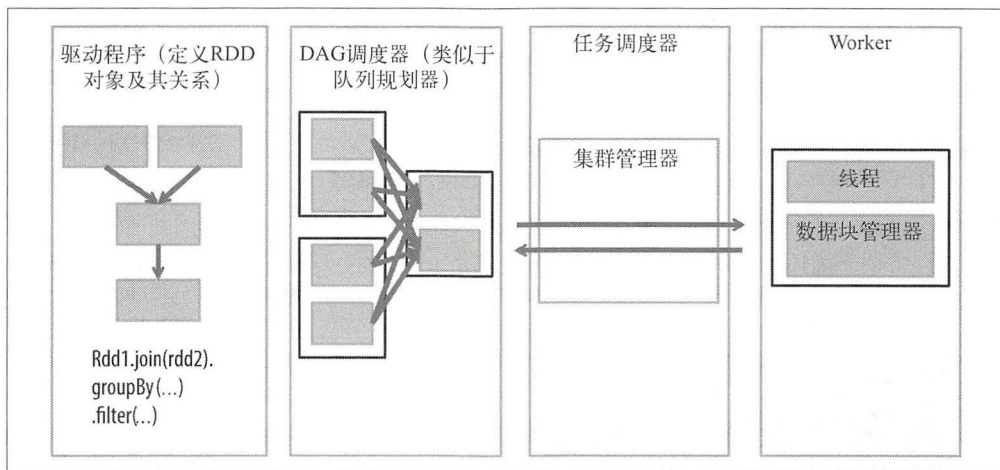 驱动程序（定义RDD
对象及其关系）
Rdd1.join(rdd2).
groupBy(…)
.filter(…)
DAG调度器（类似于
队列规划器）
任务调度器
集群管理器
Worker
线程
数据块管理器